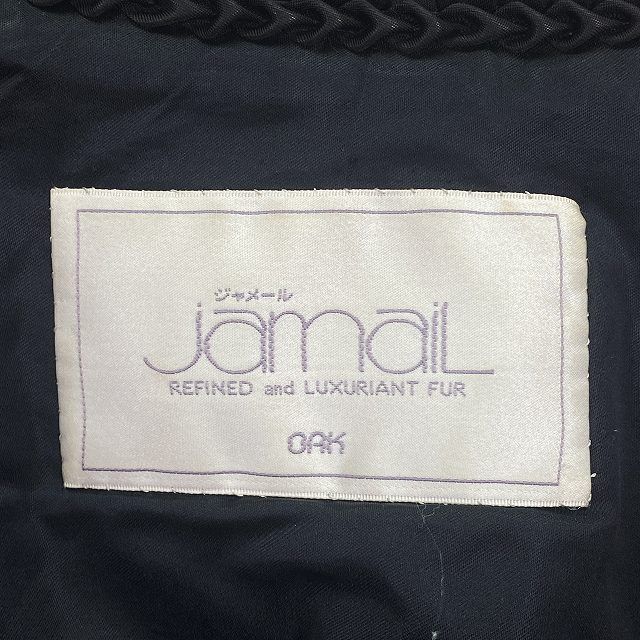 ジャメール
jamaiL
REFINED and LUXURIANT FUR
OAK